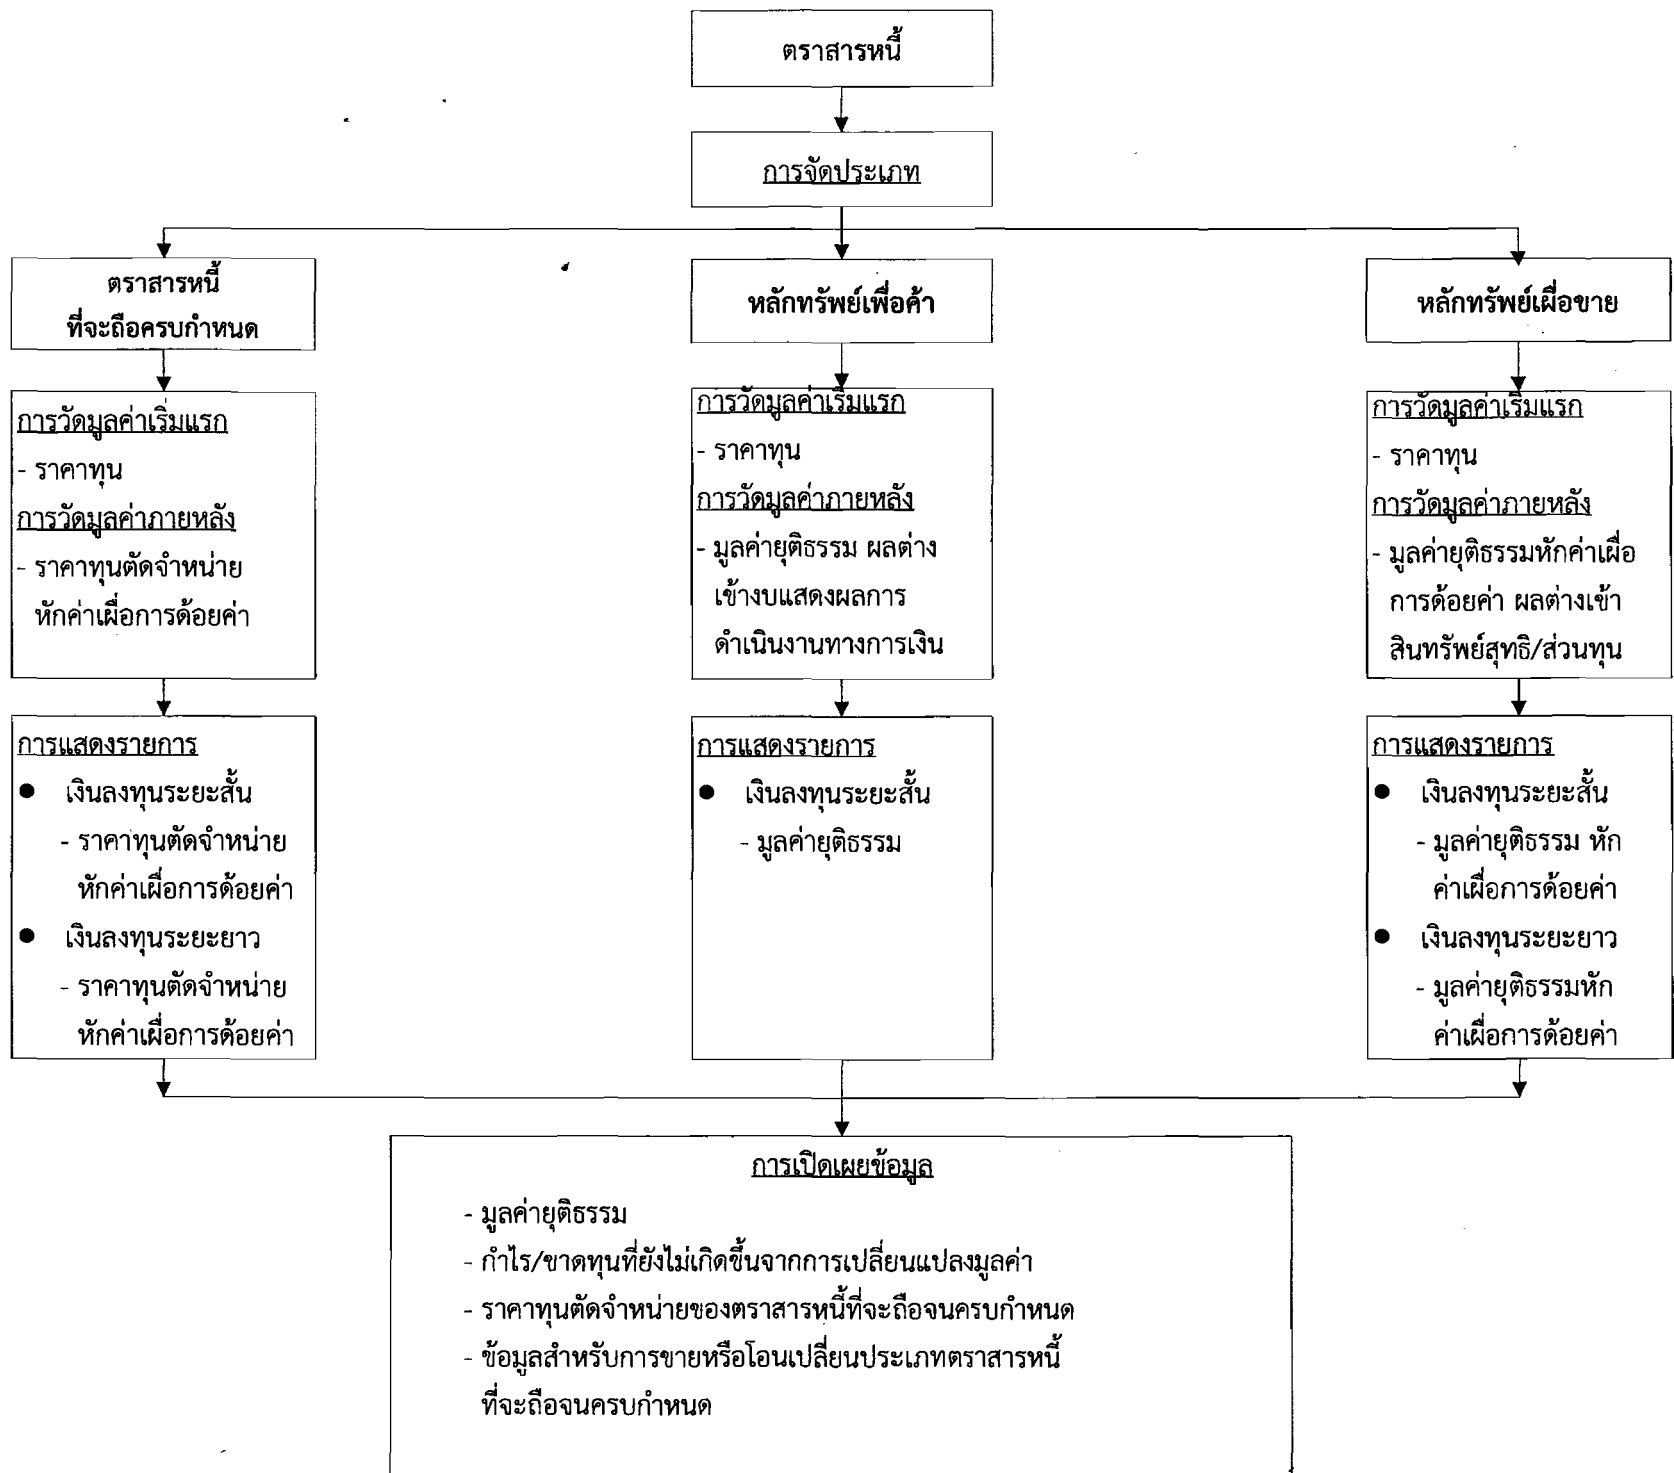 ตราสารหนี้
การจัดประเภท
ตราสารหนี้
ที่จะถือครบกำหนด
การวัดมูลค่าเริ่มแรก
- ราคาทุน
การวัดมูลค่าภายหลัง
- ราคาทุนตัดจำหน่าย
หักค่าเผื่อการด้อยค่า
การแสดงรายการ
● เงินลงทุนระยะสั้น
- ราคาทุนตัดจำหน่าย
หักค่าเผื่อการด้อยค่า
● เงินลงทุนระยะยาว
- ราคาทุนตัดจำหน่าย
หักค่าเผื่อการด้อยค่า
หลักทรัพย์เพื่อค้า
การวัดมูลค่าเริ่มแรก
- ราคาทุน
การวัดมูลค่าภายหลัง
- มูลค่ายุติธรรม ผลต่าง
เข้างบแสดงผลการ
ดำเนินงานทางการเงิน
การแสดงรายการ
● เงินลงทุนระยะสั้น
- มูลค่ายุติธรรม
หลักทรัพย์เผื่อขาย
การวัดมูลค่าเริ่มแรก
- ราคาทุน
การวัดมูลค่าภายหลัง
- มูลค่ายุติธรรมหักค่าเผื่อ
การด้อยค่า ผลต่างเข้า
สินทรัพย์สุทธิ/ส่วนทุน
การแสดงรายการ
● เงินลงทุนระยะสั้น
- มูลค่ายุติธรรม หัก
ค่าเผื่อการด้อยค่า
● เงินลงทุนระยะยาว
- มูลค่ายุติธรรมหัก
ค่าเผื่อการด้อยค่า
การเปิดเผยข้อมูล
- มูลค่ายุติธรรม
- กำไร/ขาดทุนที่ยังไม่เกิดขึ้นจากการเปลี่ยนแปลงมูลค่า
- ราคาทุนตัดจำหน่ายของตราสารหนี้ที่จะถือจนครบกำหนด
- ข้อมูลสำหรับการขายหรือโอนเปลี่ยนประเภทตราสารหนี้
ที่จะถือจนครบกำหนด